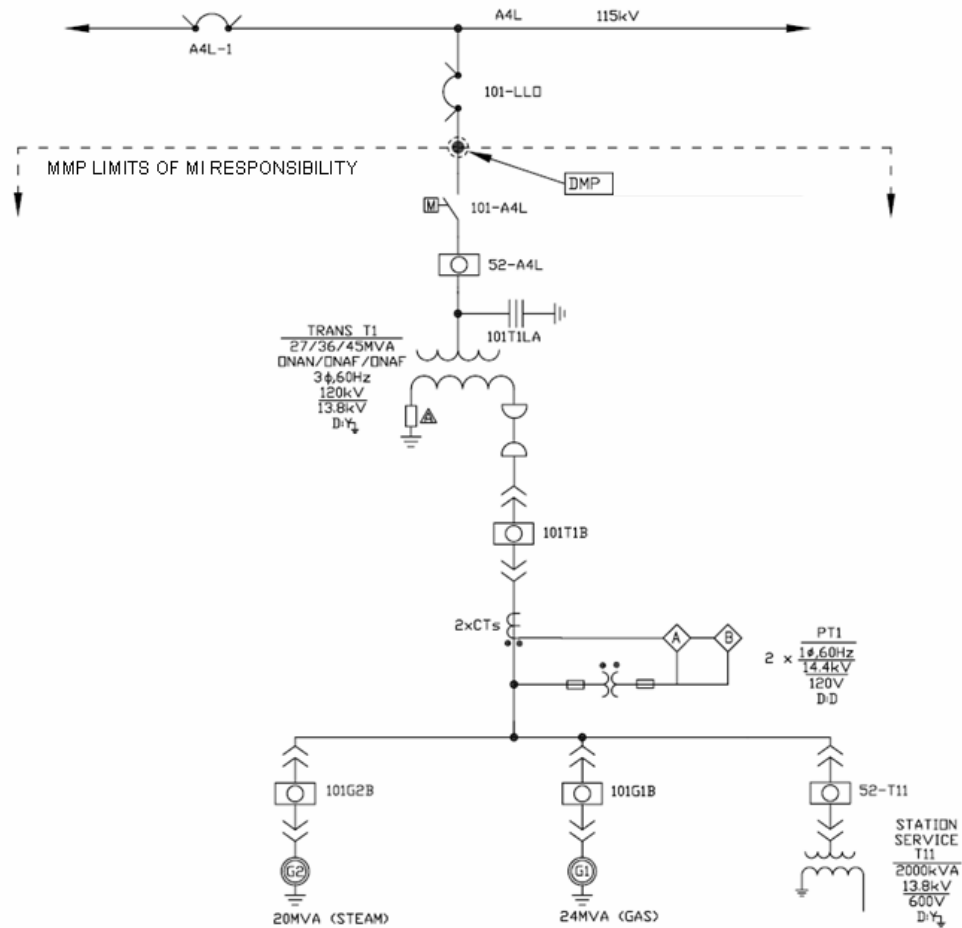 A4L 115kV
A4L-1
101-LLO
MMP LIMITS OF MI RESPONSIBILITY
DMP
M
101-A4L
52-A4L
101T1LA
TRANS T1
27/36/45MVA
ONAN/ONAF/ONAF
3ϕ,60Hz
120kV
13.8kV
D:Y
101T1B
2xCTs
A
B
2 x
PT1
1ϕ,60Hz
14.4kV
120V
D:D
101G2B
101G1B
52-T11
G2
G1
20MVA (STEAM)
24MVA (GAS)
STATION
SERVICE
T11
2000kVA
13.8kV
600V
D:Y